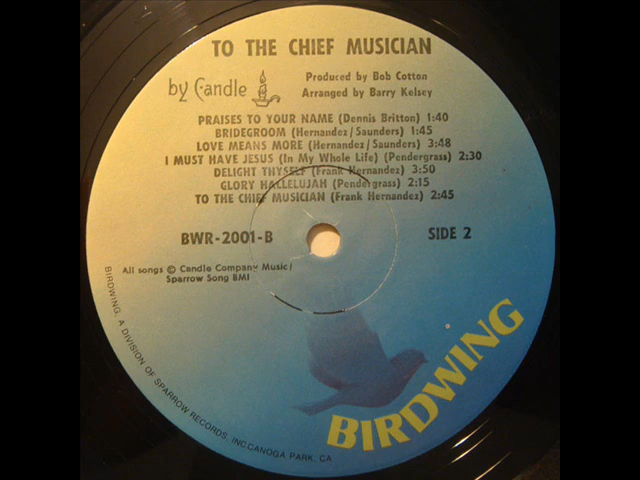 TO THE CHIEF MUSICIAN
by Candle
Produced by Bob Cotton
Arranged by Barry Kelsey
PRAISES TO YOUR NAME (Dennis Britton) 1:40
BRIDEGROOM (Hernandez/Saunders) 1:45
LOVE MEANS MORE (Hernandez/Saunders) 3:48
I MUST HAVE JESUS (In My Whole Life) (Pendergrass) 2:30
DELIGHT THYSELF (Frank Hernandez) 3:50
GLORY HALLELUJAH (Pendergrass) 2:15
TO THE CHIEF MUSICIAN (Frank Hernandez) 2:45
BWR-2001-B
SIDE 2
All songs © Candle Company Music/
Sparrow Song BMI
BIRDWING, A DIVISION OF SPARROW RECORDS, INC.CANOGA PARK, CA
BIRDWING